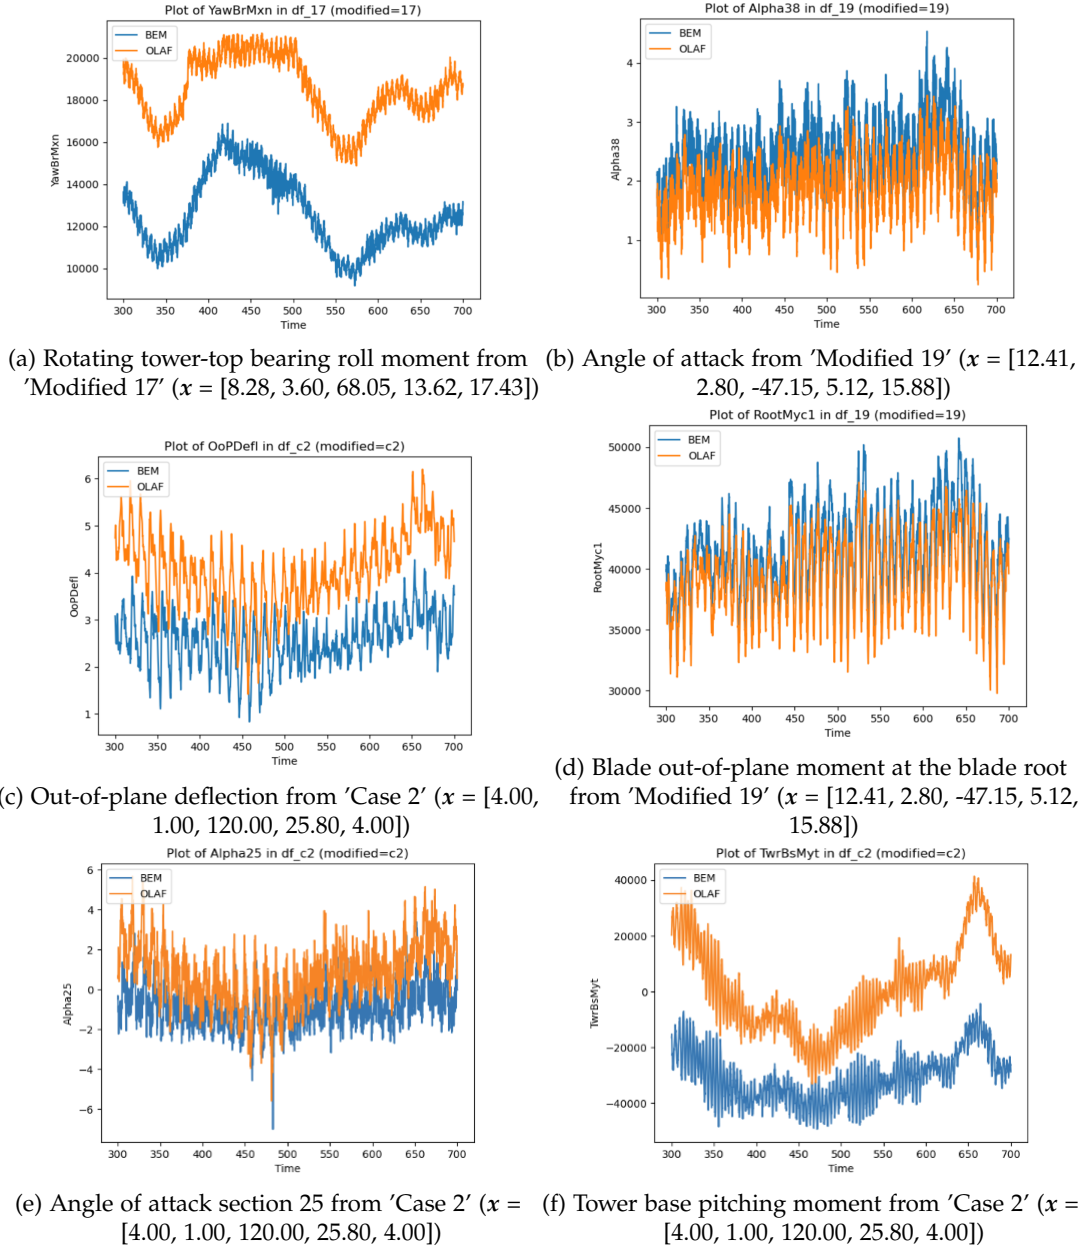 Plot of YawBrMxn in df_17 (modified=17)
BEM
OLAF
YawBrMxn
20000
18000
16000
14000
12000
10000
300 350 400 450 500 550 600 650 700
Time
(a) Rotating tower-top bearing roll moment from
'Modified 17' (x = [8.28, 3.60, 68.05, 13.62, 17.43])
Plot of Alpha38 in df_19 (modified=19)
BEM
OLAF
Alpha38
4
3
2
1
300 350 400 450 500 550 600 650 700
Time
(b) Angle of attack from 'Modified 19' (x = [12.41,
2.80, -47.15, 5.12, 15.88])
Plot of OoPDefl in df_c2 (modified=c2)
BEM
OLAF
OoPDefl
6
5
4
3
2
1
300 350 400 450 500 550 600 650 700
Time
(c) Out-of-plane deflection from 'Case 2' (x = [4.00,
1.00, 120.00, 25.80, 4.00])
Plot of RootMyc1 in df_19 (modified=19)
BEM
OLAF
RootMyc1
50000
45000
40000
35000
30000
300 350 400 450 500 550 600 650 700
Time
(d) Blade out-of-plane moment at the blade root
from 'Modified 19' (x = [12.41, 2.80, -47.15, 5.12,
15.88])
Plot of Alpha25 in df_c2 (modified=c2)
BEM
OLAF
Alpha25
6
4
2
0
−2
−4
−6
300 350 400 450 500 550 600 650 700
Time
(e) Angle of attack section 25 from 'Case 2' (x =
[4.00, 1.00, 120.00, 25.80, 4.00])
Plot of TwrBsMyt in df_c2 (modified=c2)
BEM
OLAF
TwrBsMyt
40000
20000
0
−20000
−40000
300 350 400 450 500 550 600 650 700
Time
(f) Tower base pitching moment from 'Case 2' (x =
[4.00, 1.00, 120.00, 25.80, 4.00])